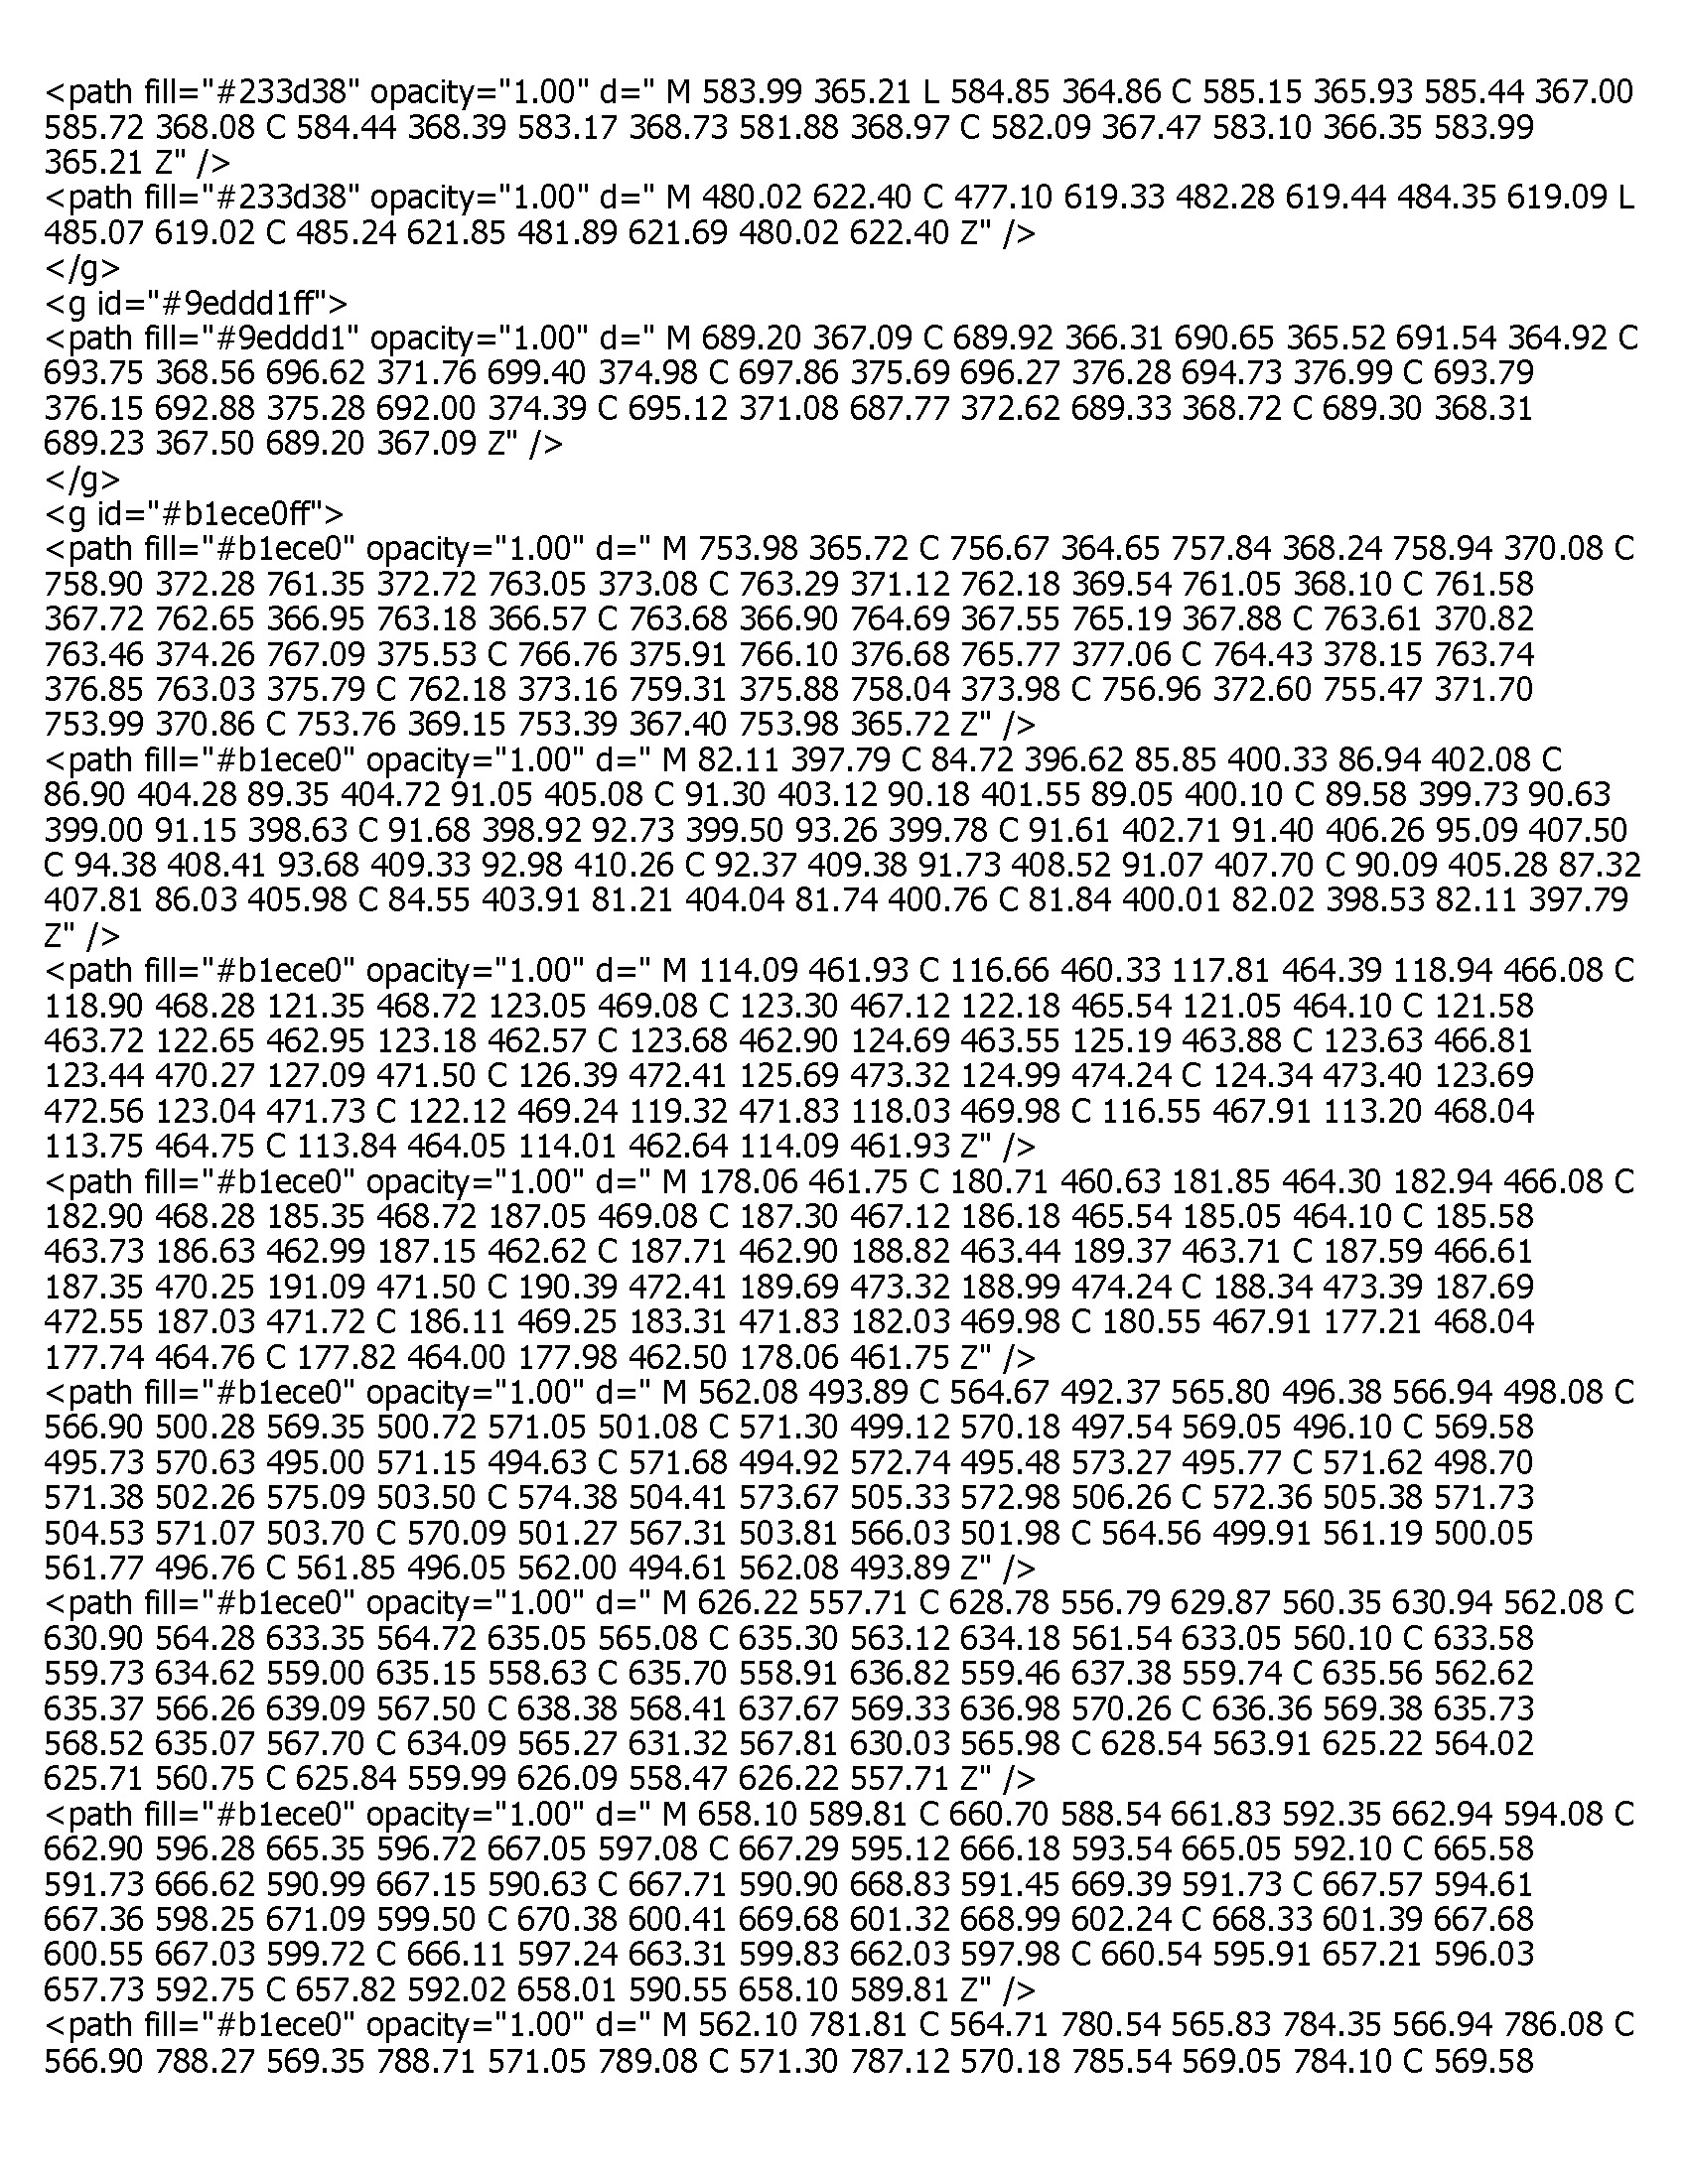 <path fill="#233d38" opacity="1.00" d=" M 583.99 365.21 L 584.85 364.86 C 585.15 365.93 585.44 367.00
585.72 368.08 C 584.44 368.39 583.17 368.73 581.88 368.97 C 582.09 367.47 583.10 366.35 583.99
365.21 Z" />
<path fill="#233d38" opacity="1.00" d=" M 480.02 622.40 C 477.10 619.33 482.28 619.44 484.35 619.09 L
485.07 619.02 C 485.24 621.85 481.89 621.69 480.02 622.40 Z" />
</g>
<g id="#9eddd1ff">
<path fill="#9eddd1" opacity="1.00" d=" M 689.20 367.09 C 689.92 366.31 690.65 365.52 691.54 364.92 C
693.75 368.56 696.62 371.76 699.40 374.98 C 697.86 375.69 696.27 376.28 694.73 376.99 C 693.79
376.15 692.88 375.28 692.00 374.39 C 695.12 371.08 687.77 372.62 689.33 368.72 C 689.30 368.31
689.23 367.50 689.20 367.09 Z" />
</g>
<g id="#b1ece0ff">
<path fill="#b1ece0" opacity="1.00" d=" M 753.98 365.72 C 756.67 364.65 757.84 368.24 758.94 370.08 C
758.90 372.28 761.35 372.72 763.05 373.08 C 763.29 371.12 762.18 369.54 761.05 368.10 C 761.58
367.72 762.65 366.95 763.18 366.57 C 763.68 366.90 764.69 367.55 765.19 367.88 C 763.61 370.82
763.46 374.26 767.09 375.53 C 766.76 375.91 766.10 376.68 765.77 377.06 C 764.43 378.15 763.74
376.85 763.03 375.79 C 762.18 373.16 759.31 375.88 758.04 373.98 C 756.96 372.60 755.47 371.70
753.99 370.86 C 753.76 369.15 753.39 367.40 753.98 365.72 Z" />
<path fill="#b1ece0" opacity="1.00" d=" M 82.11 397.79 C 84.72 396.62 85.85 400.33 86.94 402.08 C
86.90 404.28 89.35 404.72 91.05 405.08 C 91.30 403.12 90.18 401.55 89.05 400.10 C 89.58 399.73 90.63
399.00 91.15 398.63 C 91.68 398.92 92.73 399.50 93.26 399.78 C 91.61 402.71 91.40 406.26 95.09 407.50
C 94.38 408.41 93.68 409.33 92.98 410.26 C 92.37 409.38 91.73 408.52 91.07 407.70 C 90.09 405.28 87.32
407.81 86.03 405.98 C 84.55 403.91 81.21 404.04 81.74 400.76 C 81.84 400.01 82.02 398.53 82.11 397.79
Z" />
<path fill="#b1ece0" opacity="1.00" d=" M 114.09 461.93 C 116.66 460.33 117.81 464.39 118.94 466.08 C
118.90 468.28 121.35 468.72 123.05 469.08 C 123.30 467.12 122.18 465.54 121.05 464.10 C 121.58
463.72 122.65 462.95 123.18 462.57 C 123.68 462.90 124.69 463.55 125.19 463.88 C 123.63 466.81
123.44 470.27 127.09 471.50 C 126.39 472.41 125.69 473.32 124.99 474.24 C 124.34 473.40 123.69
472.56 123.04 471.73 C 122.12 469.24 119.32 471.83 118.03 469.98 C 116.55 467.91 113.20 468.04
113.75 464.75 C 113.84 464.05 114.01 462.64 114.09 461.93 Z" />
<path fill="#b1ece0" opacity="1.00" d=" M 178.06 461.75 C 180.71 460.63 181.85 464.30 182.94 466.08 C
182.90 468.28 185.35 468.72 187.05 469.08 C 187.30 467.12 186.18 465.54 185.05 464.10 C 185.58
463.73 186.63 462.99 187.15 462.62 C 187.71 462.90 188.82 463.44 189.37 463.71 C 187.59 466.61
187.35 470.25 191.09 471.50 C 190.39 472.41 189.69 473.32 188.99 474.24 C 188.34 473.39 187.69
472.55 187.03 471.72 C 186.11 469.25 183.31 471.83 182.03 469.98 C 180.55 467.91 177.21 468.04
177.74 464.76 C 177.82 464.00 177.98 462.50 178.06 461.75 Z" />
<path fill="#b1ece0" opacity="1.00" d=" M 562.08 493.89 C 564.67 492.37 565.80 496.38 566.94 498.08 C
566.90 500.28 569.35 500.72 571.05 501.08 C 571.30 499.12 570.18 497.54 569.05 496.10 C 569.58
495.73 570.63 495.00 571.15 494.63 C 571.68 494.92 572.74 495.48 573.27 495.77 C 571.62 498.70
571.38 502.26 575.09 503.50 C 574.38 504.41 573.67 505.33 572.98 506.26 C 572.36 505.38 571.73
504.53 571.07 503.70 C 570.09 501.27 567.31 503.81 566.03 501.98 C 564.56 499.91 561.19 500.05
561.77 496.76 C 561.85 496.05 562.00 494.61 562.08 493.89 Z" />
<path fill="#b1ece0" opacity="1.00" d=" M 626.22 557.71 C 628.78 556.79 629.87 560.35 630.94 562.08 C
630.90 564.28 633.35 564.72 635.05 565.08 C 635.30 563.12 634.18 561.54 633.05 560.10 C 633.58
559.73 634.62 559.00 635.15 558.63 C 635.70 558.91 636.82 559.46 637.38 559.74 C 635.56 562.62
635.37 566.26 639.09 567.50 C 638.38 568.41 637.67 569.33 636.98 570.26 C 636.36 569.38 635.73
568.52 635.07 567.70 C 634.09 565.27 631.32 567.81 630.03 565.98 C 628.54 563.91 625.22 564.02
625.71 560.75 C 625.84 559.99 626.09 558.47 626.22 557.71 Z" />
<path fill="#b1ece0" opacity="1.00" d=" M 658.10 589.81 C 660.70 588.54 661.83 592.35 662.94 594.08 C
662.90 596.28 665.35 596.72 667.05 597.08 C 667.29 595.12 666.18 593.54 665.05 592.10 C 665.58
591.73 666.62 590.99 667.15 590.63 C 667.71 590.90 668.83 591.45 669.39 591.73 C 667.57 594.61
667.36 598.25 671.09 599.50 C 670.38 600.41 669.68 601.32 668.99 602.24 C 668.33 601.39 667.68
600.55 667.03 599.72 C 666.11 597.24 663.31 599.83 662.03 597.98 C 660.54 595.91 657.21 596.03
657.73 592.75 C 657.82 592.02 658.01 590.55 658.10 589.81 Z" />
<path fill="#b1ece0" opacity="1.00" d=" M 562.10 781.81 C 564.71 780.54 565.83 784.35 566.94 786.08 C
566.90 788.27 569.35 788.71 571.05 789.08 C 571.30 787.12 570.18 785.54 569.05 784.10 C 569.58